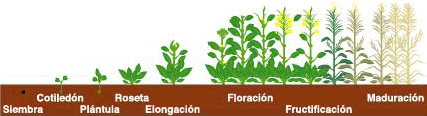 Cotiledón Roseta Floración Maduración
Siembra Plántula Elongación Fructificación